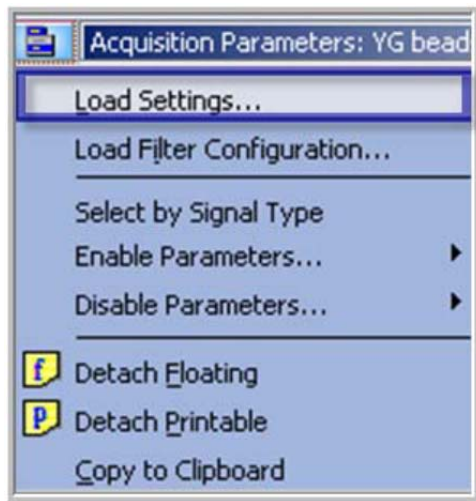 Acquisition Parameters: YG bead
Load Settings...
Load Filter Configuration...
Select by Signal Type
Enable Parameters...
Disable Parameters...
f Detach Floating
P Detach Printable
Copy to Clipboard